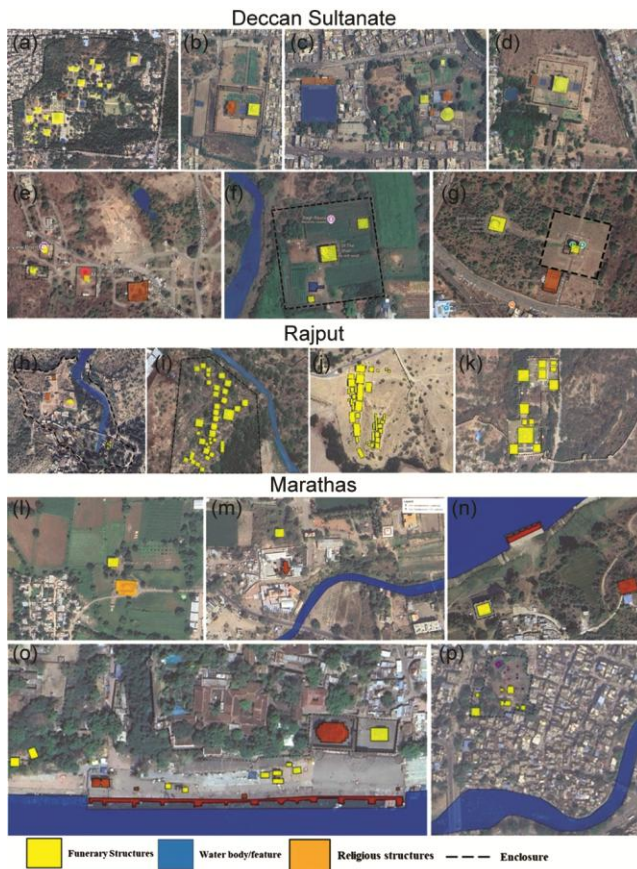 Deccan Sultanate
(a) (b) (c) (d)
(e) (f) (g)
Rajput
(h) (i) (j) (k)
Marathas
(l) (m) (n)
(o) (p)
Funerary Structures Water body/feature Religious structures Enclosure